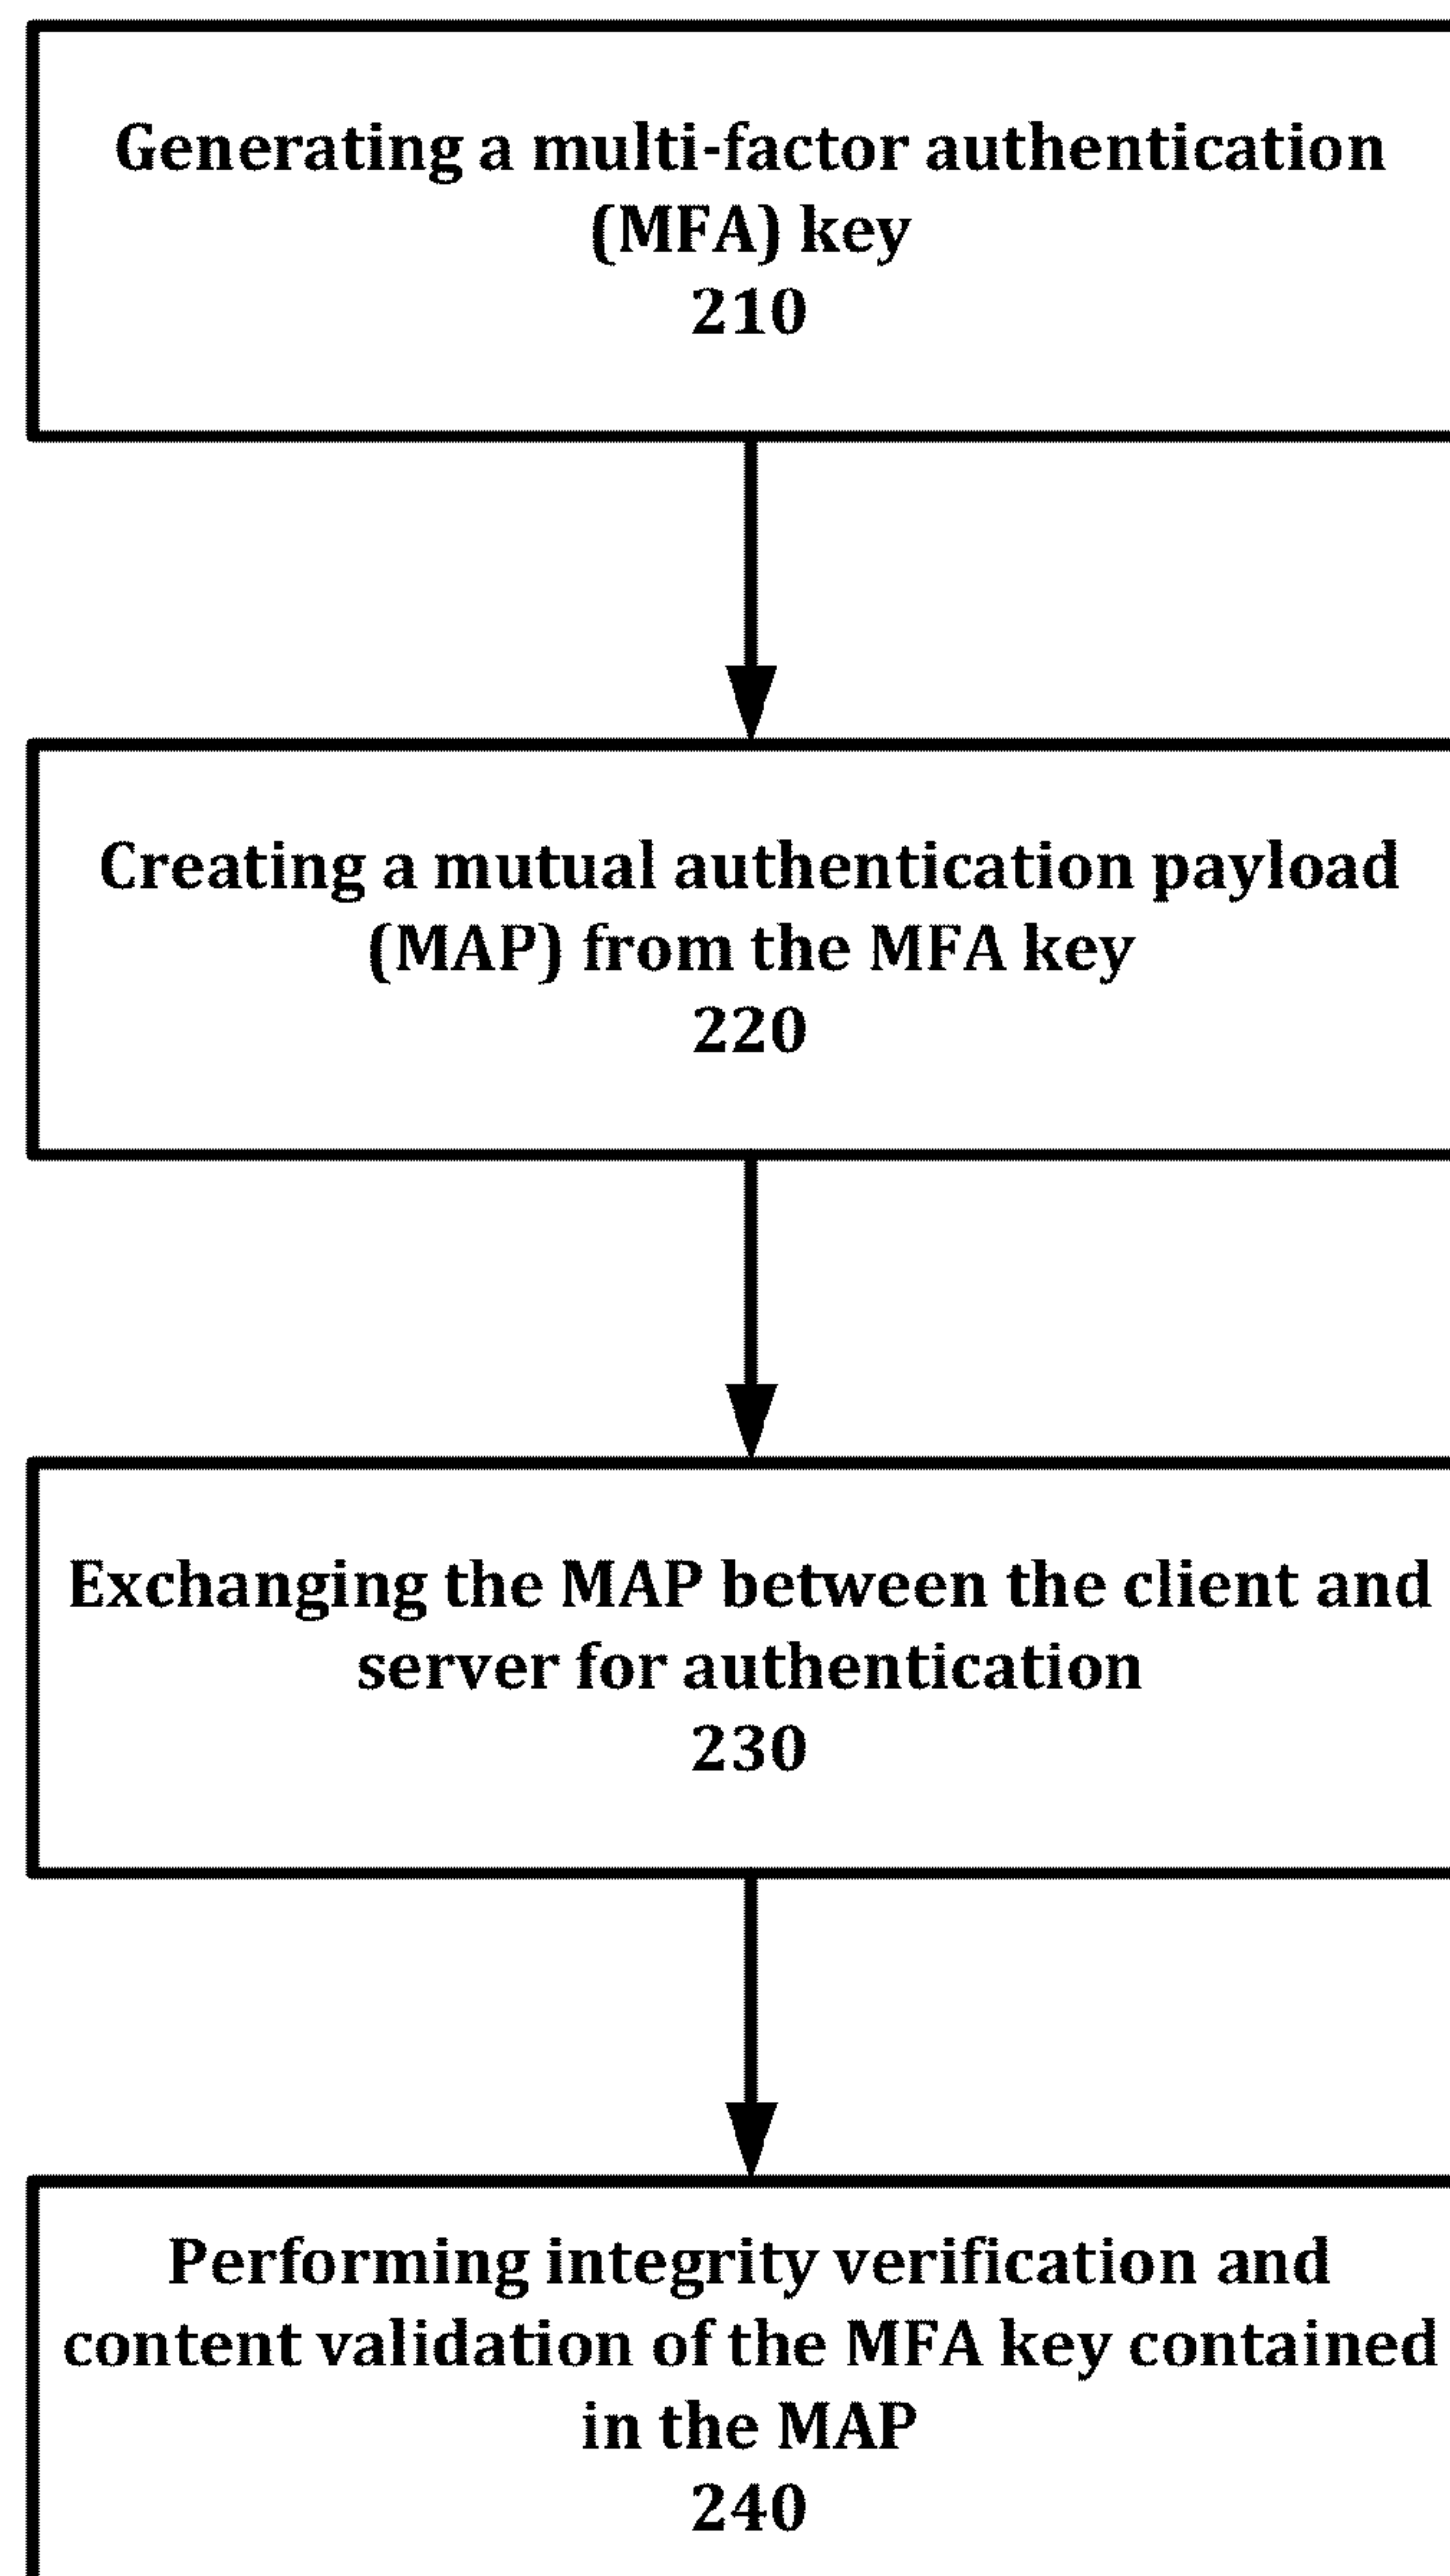 Generating a multi-factor authentication
(MFA) key
210
Creating a mutual authentication payload
(MAP) from the MFA key
220
Exchanging the MAP between the client and
server for authentication
230
Performing integrity verification and
content validation of the MFA key contained
in the MAP
240